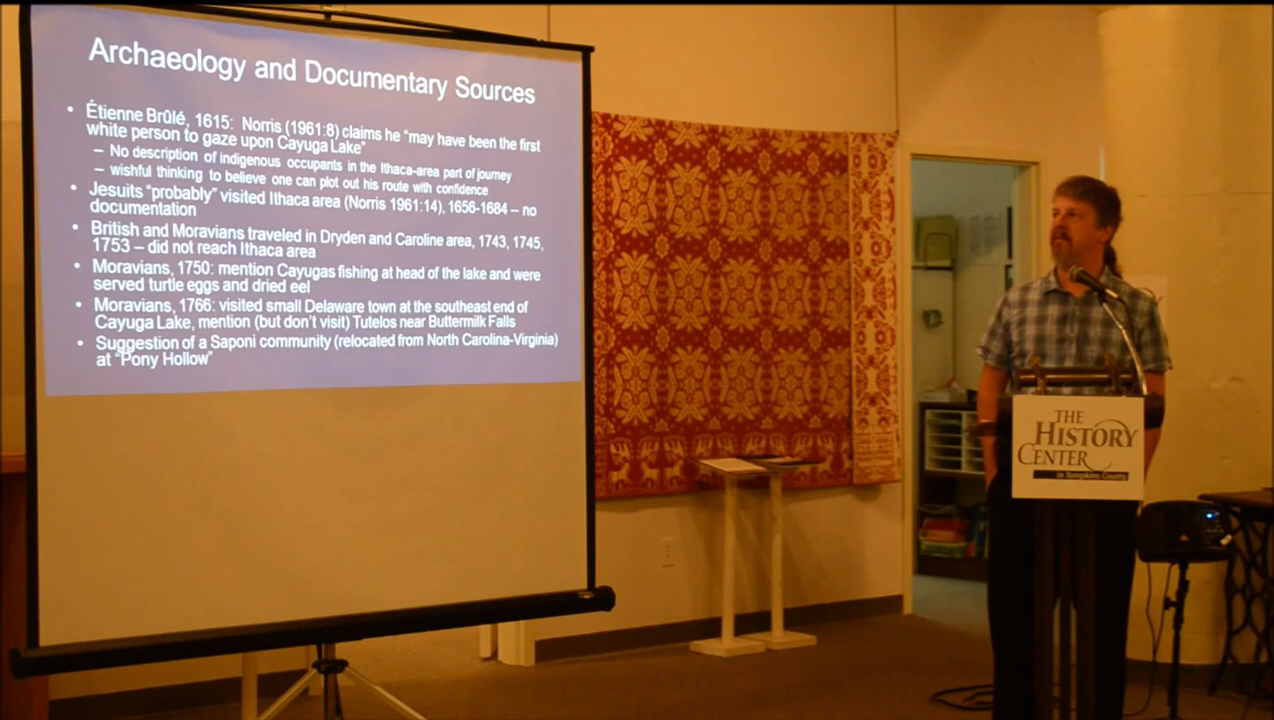 Archaeology and Documentary Sources
• Étienne Brûlé, 1615: Norris (1961:8) claims he "may have been the first
white person to gaze upon Cayuga Lake"
– No description of indigenous occupants in the Ithaca-area part of journey
– wishful thinking to believe one can plot out his route with confidence
• Jesuits "probably" visited Ithaca area (Norris 1961:14), 1656-1684 – no
documentation
• British and Moravians traveled in Dryden and Caroline area, 1743, 1745,
1753 – did not reach Ithaca area
• Moravians, 1750: mention Cayugas fishing at head of the lake and were
served turtle eggs and dried eel
• Moravians, 1766: visited small Delaware town at the southeast end of
Cayuga Lake, mention (but don't visit) Tutelos near Buttermilk Falls
• Suggestion of a Saponi community (relocated from North Carolina-Virginia)
at "Pony Hollow"
THE
HISTORY
CENTER
in Tompkins County